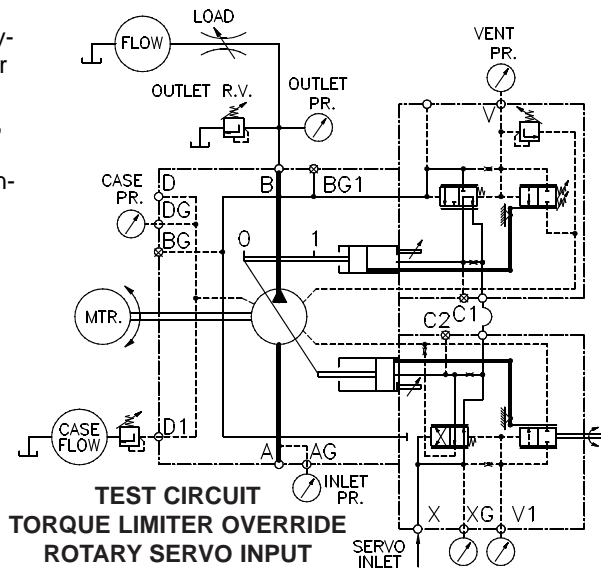 y-
r
n-
LOAD
FLOW
VENT
PR.
OUTLET R.V.
OUTLET
PR.
V
CASE
PR.
D
DG
BG
B
BG1
0
1
MTR.
C1
C2
CASE
FLOW
D1
A
AG
INLET
PR.
TEST CIRCUIT
TORQUE LIMITER OVERRIDE
ROTARY SERVO INPUT
X
XG
V1
SERVO
INLET